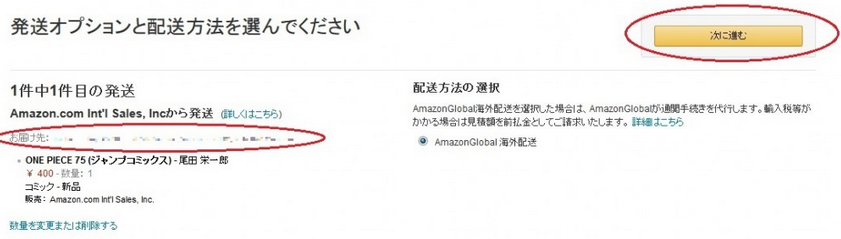 発送オプションと配送方法を選んでください
次に進む
1件中1件目の発送
Amazon.com Int'l Sales, Incから発送 (詳しくはこちら)
お届け先:
ONE PIECE 75 (ジャンプコミックス) - 尾田 栄一郎
¥ 400 - 数量: 1
コミック - 新品
販売: Amazon.com Int'l Sales, Inc.
数量を変更または削除する
配送方法の選択
AmazonGlobal海外配送を選択した場合は、AmazonGlobalが通関手続きを代行します。輸入税等が
かかる場合は見積額を前払金としてご請求いたします。 詳細はこちら
AmazonGlobal 海外配送